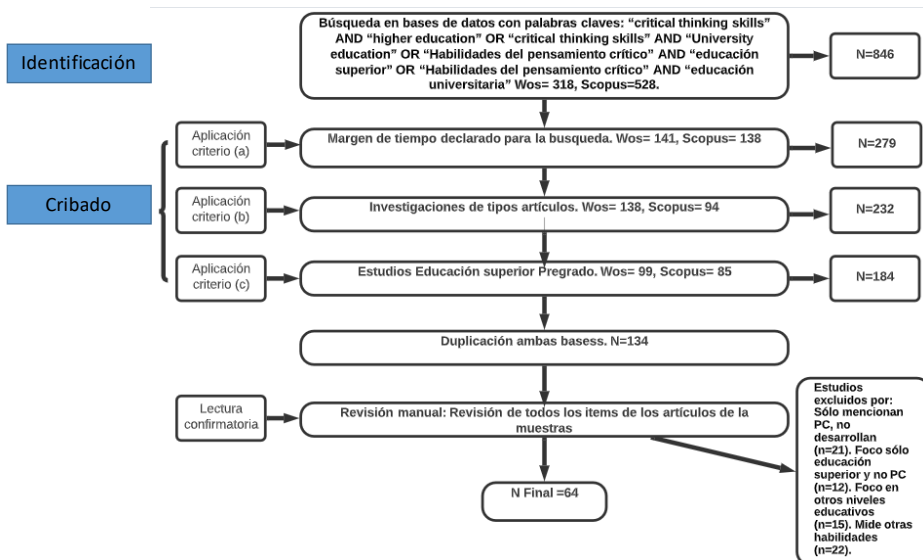 Identificación
Búsqueda en bases de datos con palabras claves: “critical thinking skills”
AND “higher education” OR “critical thinking skills” AND “University
education” OR “Habilidades del pensamiento crítico” AND “educación
superior” OR “Habilidades del pensamiento crítico” AND “educación
universitaria” Wos= 318, Scopus=528.
N=846
Cribado
Aplicación
criterio (a)
Margen de tiempo declarado para la busqueda. Wos= 141, Scopus= 138
N=279
Aplicación
criterio (b)
Investigaciones de tipos artículos. Wos= 138, Scopus= 94
N=232
Aplicación
criterio (c)
Estudios Educación superior Pregrado. Wos= 99, Scopus= 85
N=184
Duplicación ambas basess. N=134
Lectura
confirmatoria
Revisión manual: Revisión de todos los items de los artículos de la
muestras
Estudios
excluidos por:
Sólo mencionan
PC, no
desarrollan
(n=21). Foco sólo
educación
superior y no PC
(n=12). Foco en
otros niveles
educativos
(n=15). Mide otras
habilidades
(n=22).
N Final =64